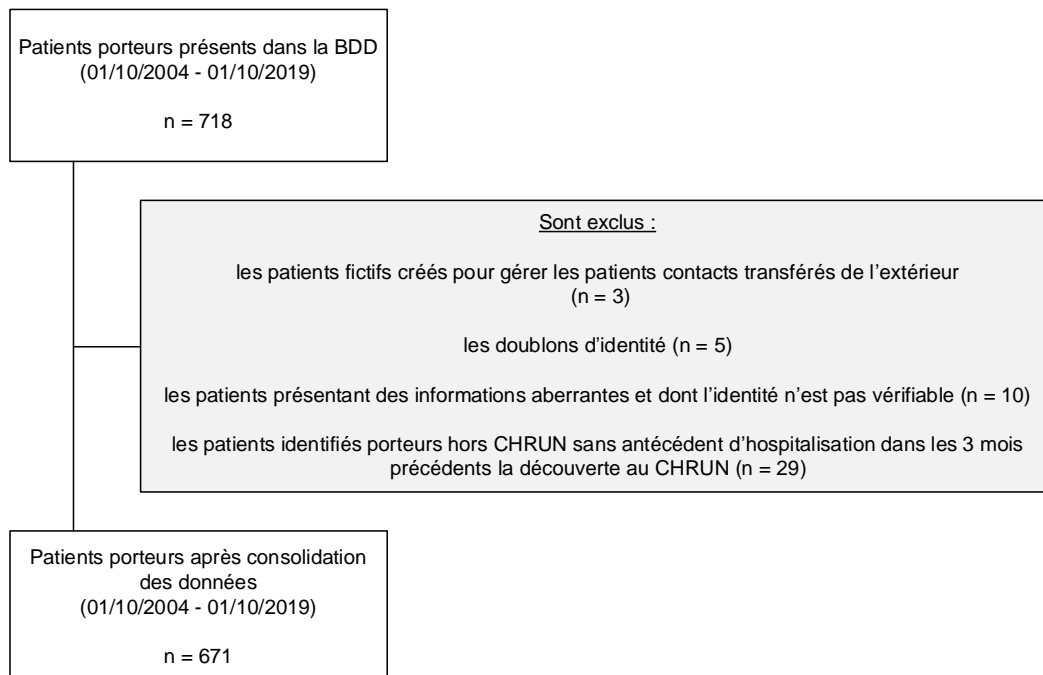 Patients porteurs présents dans la BDD
(01/10/2004 - 01/10/2019)
n = 718
Sont exclus :
les patients fictifs créés pour gérer les patients contacts transférés de l’extérieur
(n = 3)
les doublons d’identité (n = 5)
les patients présentant des informations aberrantes et dont l’identité n’est pas vérifiable (n = 10)
les patients identifiés porteurs hors CHRUN sans antécédent d’hospitalisation dans les 3 mois
précédents la découverte au CHRUN (n = 29)
Patients porteurs après consolidation
des données
(01/10/2004 - 01/10/2019)
n = 671